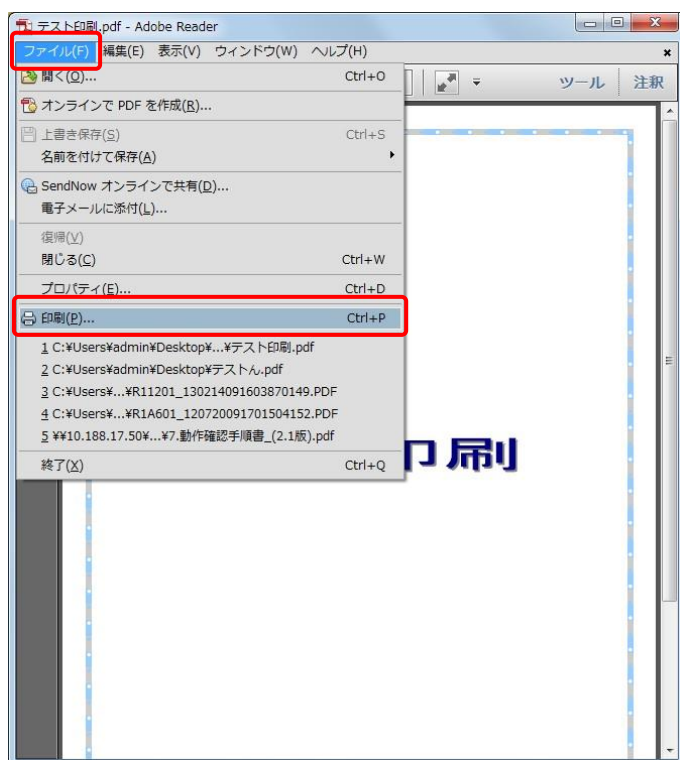 テスト印刷.pdf - Adobe Reader
ファイル(F) 編集(E) 表示(V) ウィンドウ(W) ヘルプ(H)
開く(O)... Ctrl+O
ツール 注釈
オンラインで PDF を作成(R)...
上書き保存(S) Ctrl+S
名前を付けて保存(A)
SendNow オンラインで共有(D)...
電子メールに添付(L)...
復帰(V)
閉じる(C) Ctrl+W
プロパティ(E)... Ctrl+D
印刷(P)... Ctrl+P
1 C:¥Users¥admin¥Desktop¥...¥テスト印刷.pdf
2 C:¥Users¥admin¥Desktop¥テストん.pdf
3 C:¥Users¥...¥R11201_130214091603870149.PDF
4 C:¥Users¥...¥R1A601_120720091701504152.PDF
5 ¥¥10.188.17.50¥...¥7.動作確認手順書_(2.1版).pdf
刷
終了(X) Ctrl+Q